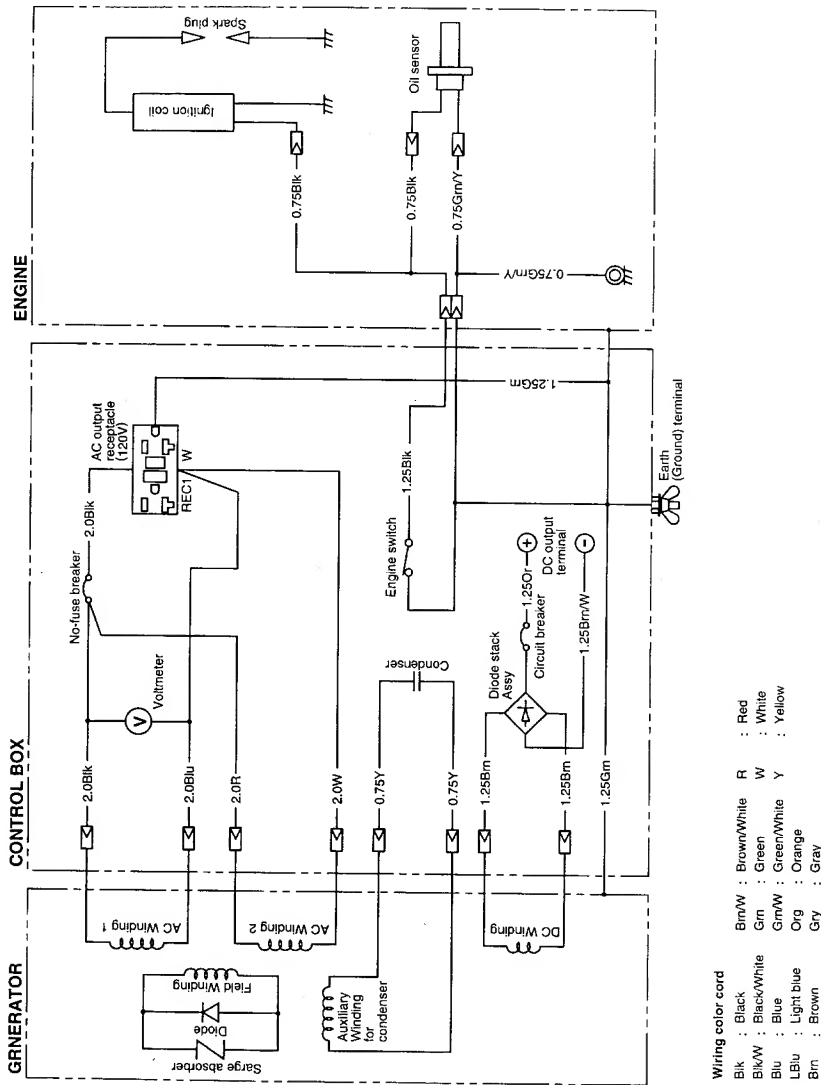 ENGINE
Spark plug
Ignition coil
0.75Blk
Oil sensor
0.75Blk
0.75Grn/Y
0.75Grn/Y
CONTROL BOX
AC output
receptacle
(120V)
REC1
W
2.0Blk
No-fuse breaker
Voltmeter
V
1.25Grn
1.25Blk
Engine switch
Earth
(Ground) terminal
DC output
terminal
+
-
1.25Or
1.25Brn/W
Circuit breaker
Diode stack
Assy
Condenser
2.0Blk
2.0Blu
2.0R
2.0W
0.75Y
0.75Y
1.25Brn
1.25Brn
1.25Grn
GRNERATOR
AC Winding 1
AC Winding 2
DC Winding
Field Winding
Diode
Sarge absorber
Auxiliary
Winding
for
condenser
Wiring color cord
Blk : Black Brn/W : Brown/White R : Red
Blk/W : Black/White Grn : Green W : White
Blu : Blue Grn/W : Green/White Y : Yellow
LBlu : Light blue Org : Orange
Brn : Brown Gry : Gray